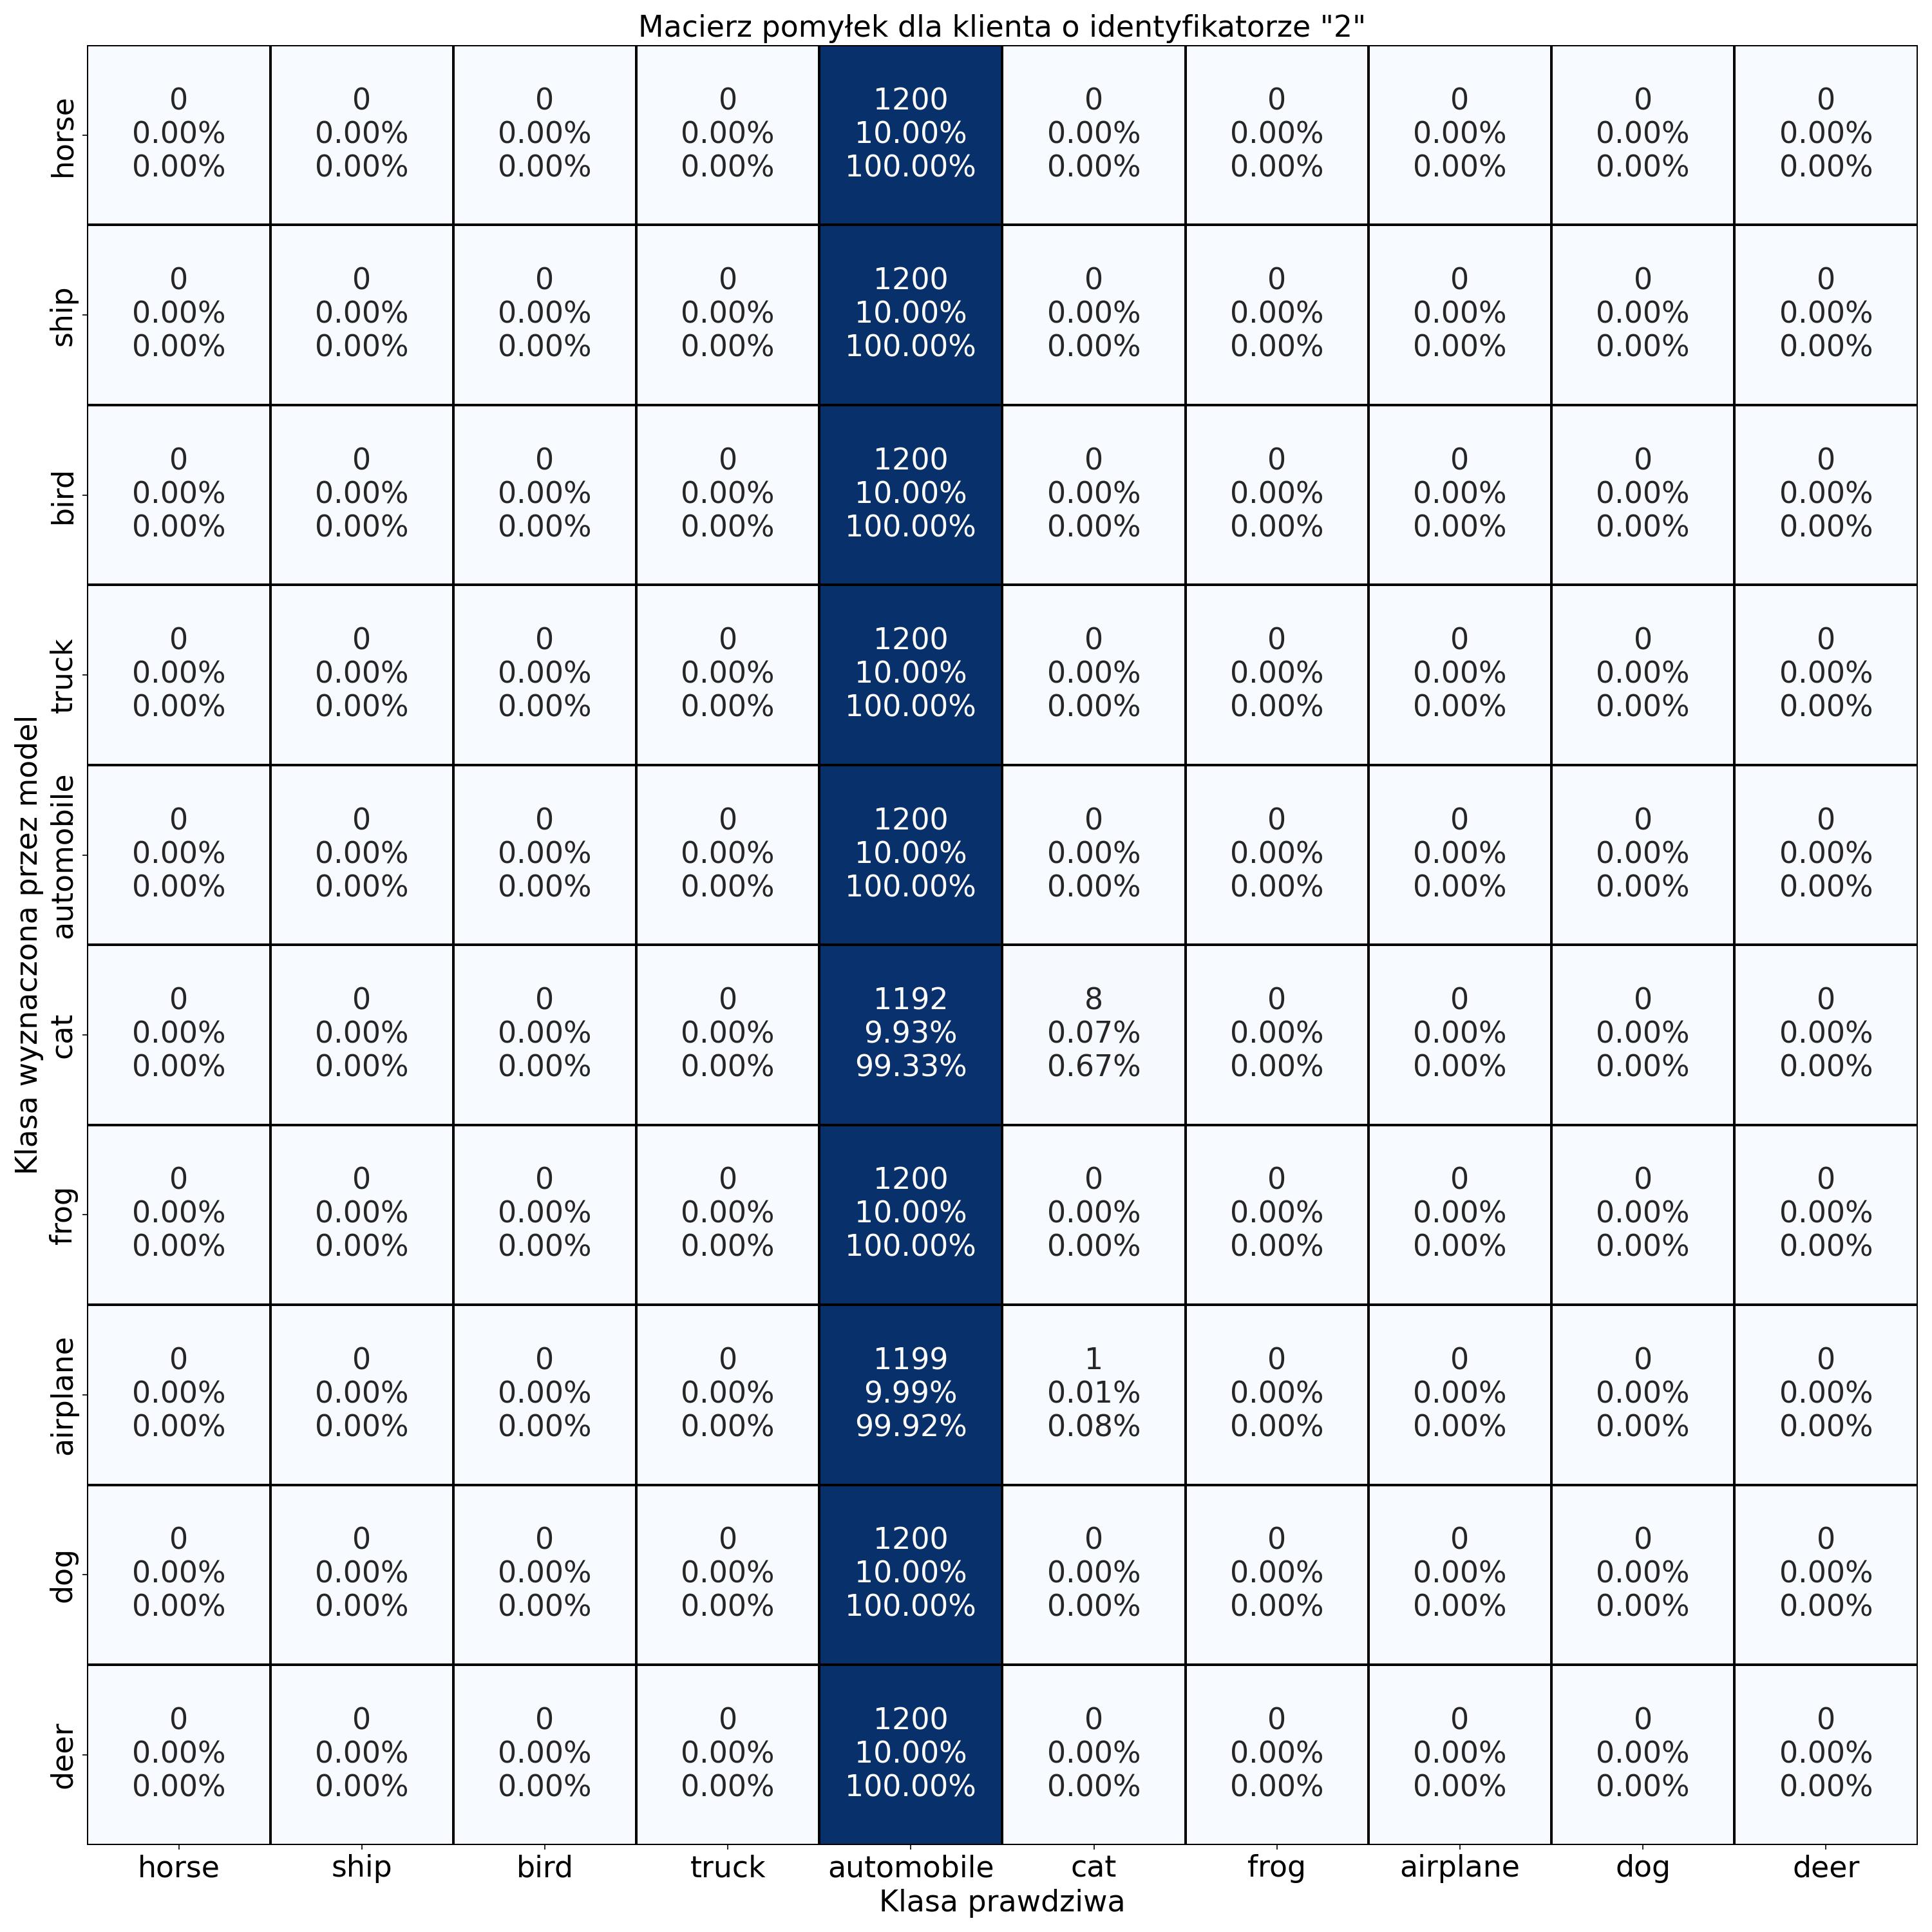 Macierz pomyłek dla klienta o identyfikatorze "2"
Klasa wyznaczona przez model
horse
0 0 0 0 1200 0 0 0 0 0
0.00% 0.00% 0.00% 0.00% 10.00% 0.00% 0.00% 0.00% 0.00% 0.00%
0.00% 0.00% 0.00% 0.00% 100.00% 0.00% 0.00% 0.00% 0.00% 0.00%
ship
0 0 0 0 1200 0 0 0 0 0
0.00% 0.00% 0.00% 0.00% 10.00% 0.00% 0.00% 0.00% 0.00% 0.00%
0.00% 0.00% 0.00% 0.00% 100.00% 0.00% 0.00% 0.00% 0.00% 0.00%
bird
0 0 0 0 1200 0 0 0 0 0
0.00% 0.00% 0.00% 0.00% 10.00% 0.00% 0.00% 0.00% 0.00% 0.00%
0.00% 0.00% 0.00% 0.00% 100.00% 0.00% 0.00% 0.00% 0.00% 0.00%
truck
0 0 0 0 1200 0 0 0 0 0
0.00% 0.00% 0.00% 0.00% 10.00% 0.00% 0.00% 0.00% 0.00% 0.00%
0.00% 0.00% 0.00% 0.00% 100.00% 0.00% 0.00% 0.00% 0.00% 0.00%
automobile
0 0 0 0 1200 0 0 0 0 0
0.00% 0.00% 0.00% 0.00% 10.00% 0.00% 0.00% 0.00% 0.00% 0.00%
0.00% 0.00% 0.00% 0.00% 100.00% 0.00% 0.00% 0.00% 0.00% 0.00%
cat
0 0 0 0 1192 8 0 0 0 0
0.00% 0.00% 0.00% 0.00% 9.93% 0.07% 0.00% 0.00% 0.00% 0.00%
0.00% 0.00% 0.00% 0.00% 99.33% 0.67% 0.00% 0.00% 0.00% 0.00%
frog
0 0 0 0 1200 0 0 0 0 0
0.00% 0.00% 0.00% 0.00% 10.00% 0.00% 0.00% 0.00% 0.00% 0.00%
0.00% 0.00% 0.00% 0.00% 100.00% 0.00% 0.00% 0.00% 0.00% 0.00%
airplane
0 0 0 0 1199 1 0 0 0 0
0.00% 0.00% 0.00% 0.00% 9.99% 0.01% 0.00% 0.00% 0.00% 0.00%
0.00% 0.00% 0.00% 0.00% 99.92% 0.08% 0.00% 0.00% 0.00% 0.00%
dog
0 0 0 0 1200 0 0 0 0 0
0.00% 0.00% 0.00% 0.00% 10.00% 0.00% 0.00% 0.00% 0.00% 0.00%
0.00% 0.00% 0.00% 0.00% 100.00% 0.00% 0.00% 0.00% 0.00% 0.00%
deer
0 0 0 0 1200 0 0 0 0 0
0.00% 0.00% 0.00% 0.00% 10.00% 0.00% 0.00% 0.00% 0.00% 0.00%
0.00% 0.00% 0.00% 0.00% 100.00% 0.00% 0.00% 0.00% 0.00% 0.00%
horse ship bird truck automobile cat frog airplane dog deer
Klasa prawdziwa